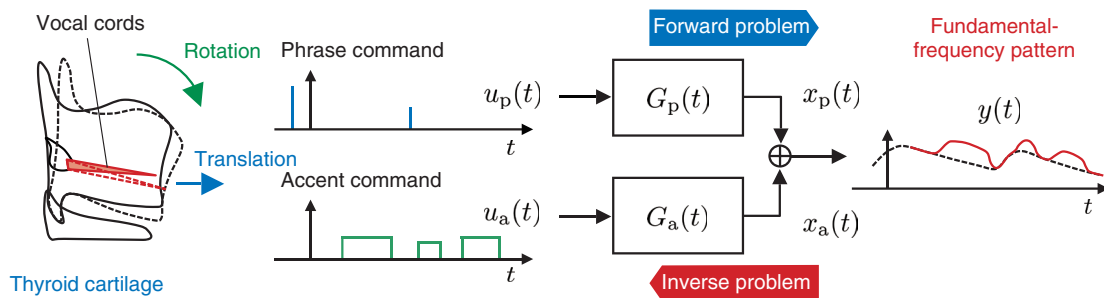 Vocal cords
Rotation
Translation
Thyroid cartilage
Phrase command
t
Accent command
t
u_p(t)
u_a(t)
Forward problem
G_p(t)
G_a(t)
Inverse problem
x_p(t)
x_a(t)
Fundamental-
frequency pattern
y(t)
t